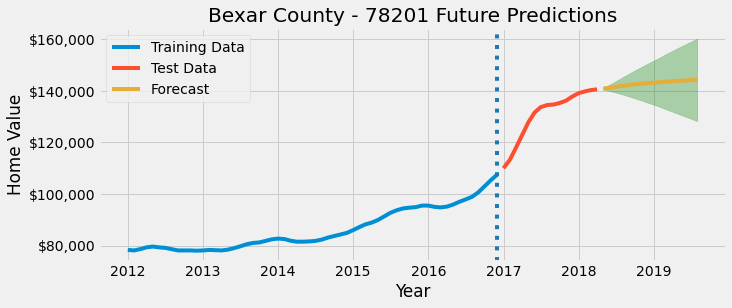 Bexar County - 78201 Future Predictions
Training Data
Test Data
Forecast
Home Value
$160,000
$140,000
$120,000
$100,000
$80,000
2012 2013 2014 2015 2016 2017 2018 2019
Year